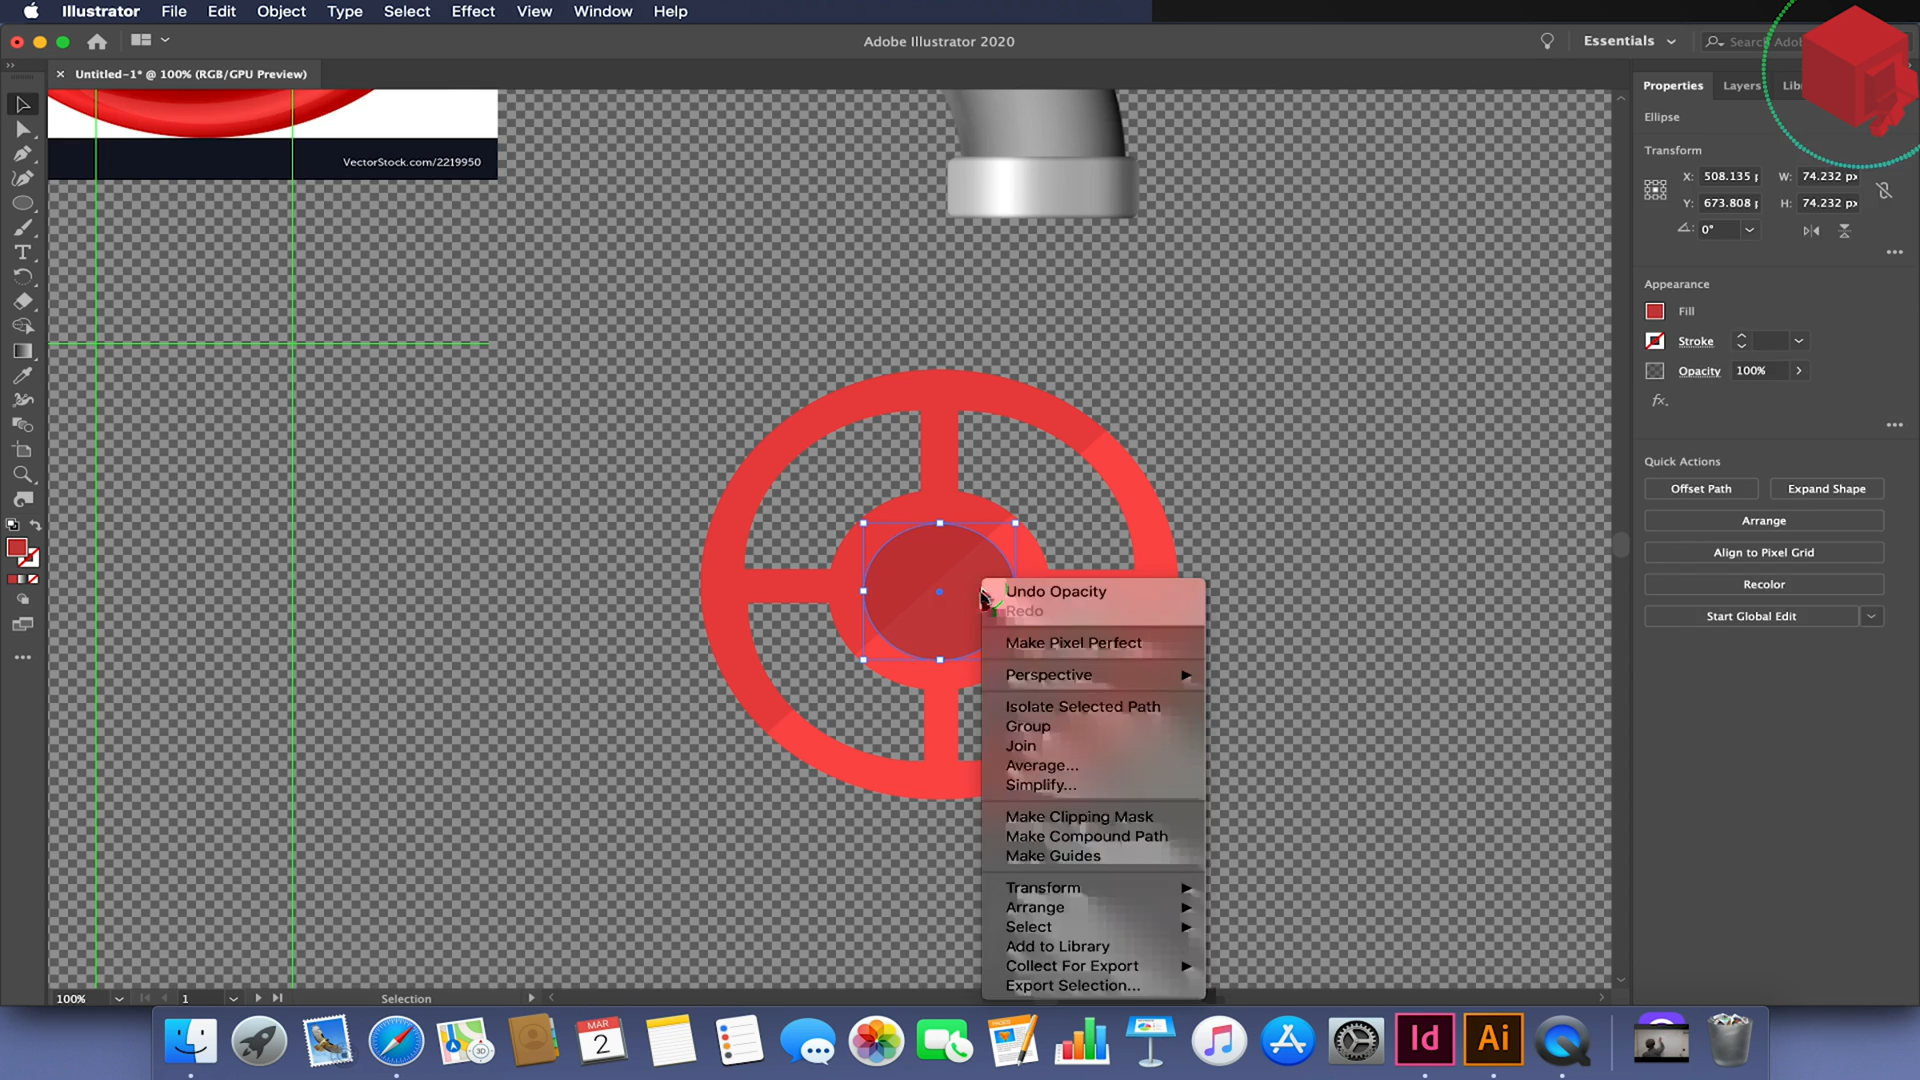 Illustrator File Edit Object Type Select Effect View Window Help
Adobe Illustrator 2020
Essentials
Search Adob
Untitled-1* @ 100% (RGB/GPU Preview)
VectorStock.com/2219950
Properties Layers Lib
Ellipse
Transform
X: 508.135 p W: 74.232 px
Y: 673.808 p H: 74.232 px
0°
Appearance
Fill
Stroke
Opacity 100%
fx.
Quick Actions
Offset Path Expand Shape
Arrange
Align to Pixel Grid
Recolor
Start Global Edit
Undo Opacity
Redo
Make Pixel Perfect
Perspective
Isolate Selected Path
Group
Join
Average...
Simplify...
Make Clipping Mask
Make Compound Path
Make Guides
Transform
Arrange
Select
Add to Library
Collect For Export
Export Selection...
100% 1 Selection
3D
MAR
2
PAGES
Id
Ai